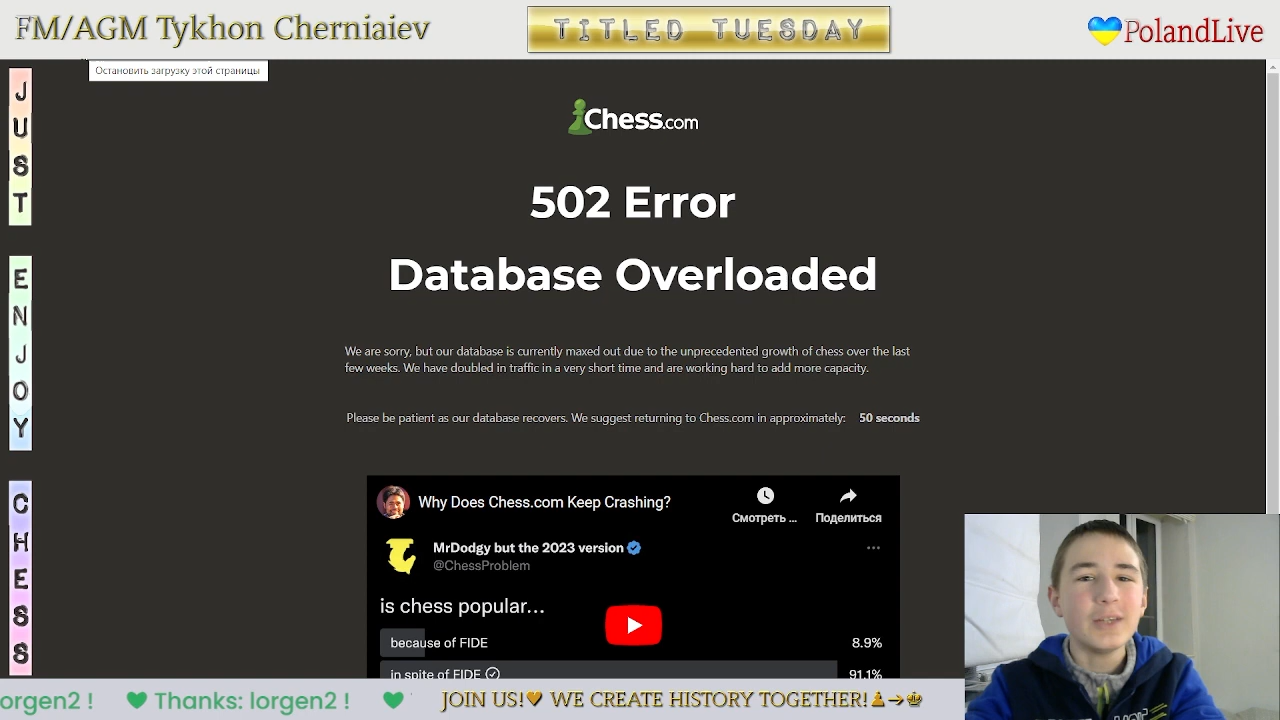 FM/AGM Tykhon Cherniaiev
TITLED TUESDAY
PolandLive
Остановить загрузку этой страницы
JUST
ENJOY
CHESS
Chess.com
502 Error
Database Overloaded
We are sorry, but our database is currently maxed out due to the unprecedented growth of chess over the last
few weeks. We have doubled in traffic in a very short time and are working hard to add more capacity.
Please be patient as our database recovers. We suggest returning to Chess.com in approximately: 50 seconds
Why Does Chess.com Keep Crashing?
Смотреть ...
Поделиться
MrDodgy but the 2023 version
@ChessProblem
is chess popular...
because of FIDE 8.9%
in spite of FIDE 91.1%
lorgen2 ! Thanks: lorgen2 !
JOIN US! WE CREATE HISTORY TOGETHER!